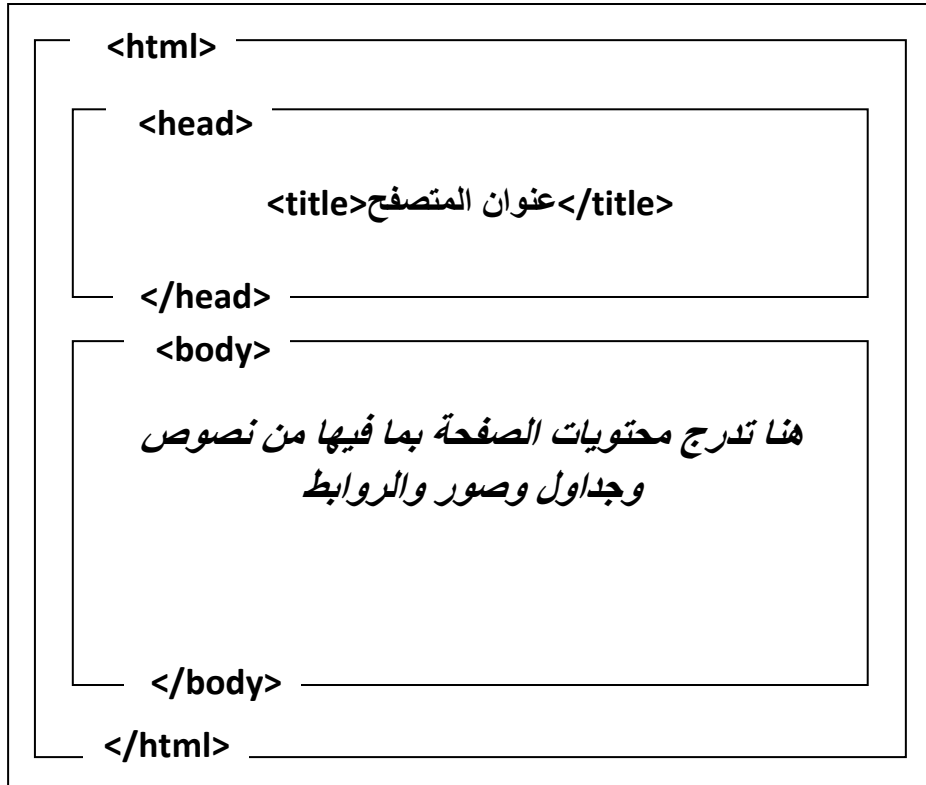 <html>
<head>
<title>عنوان المتصفح</title>
</head>
<body>
هنا تدرج محتويات الصفحة بما فيها من نصوص
وجداول وصور والروابط
</body>
</html>